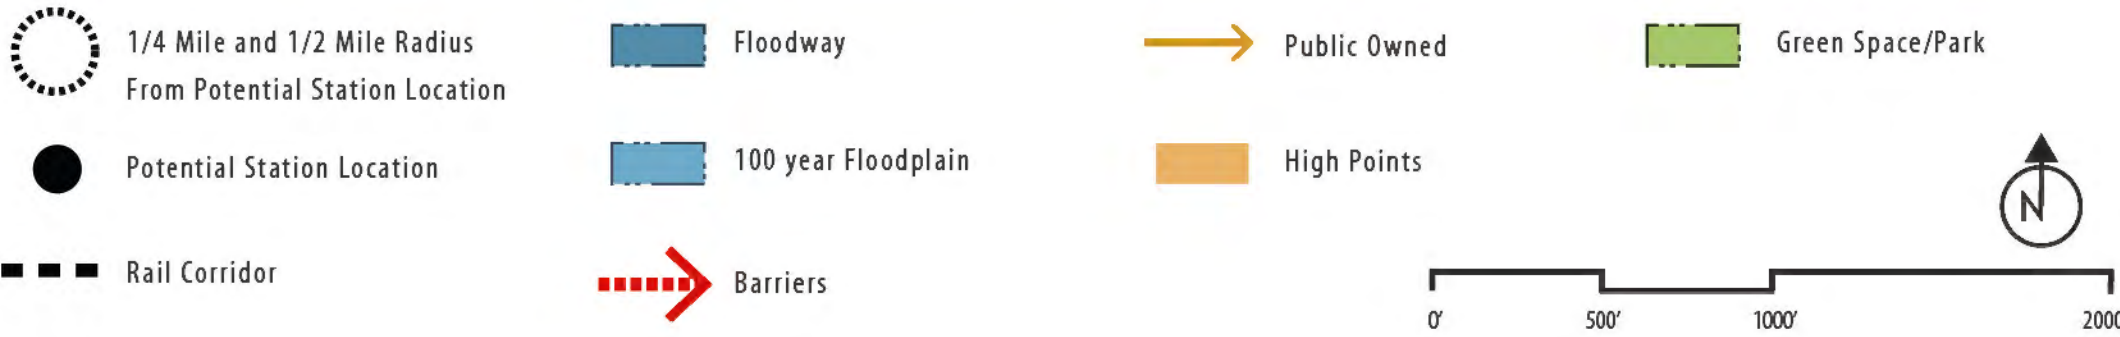 1/4 Mile and 1/2 Mile Radius
From Potential Station Location
Potential Station Location
Rail Corridor
Floodway
100 year Floodplain
Barriers
Public Owned
High Points
Green Space/Park
N
0' 500' 1000' 2000